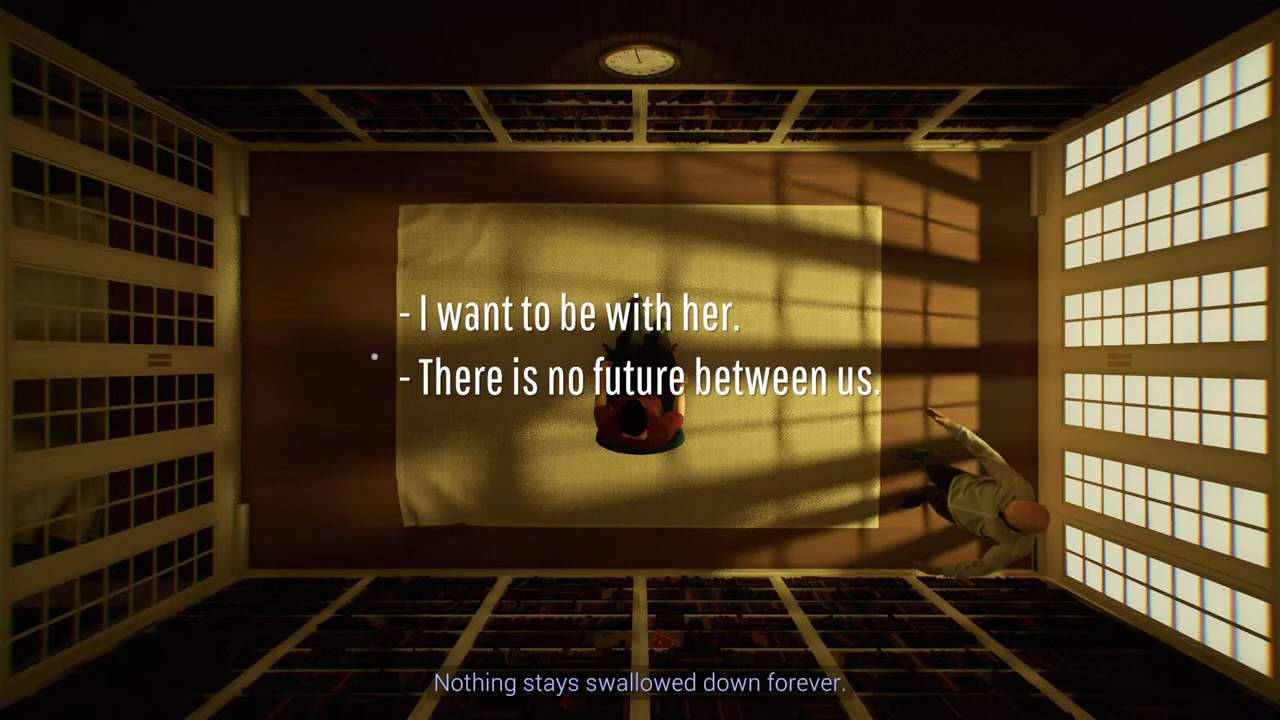 - I want to be with her.
- There is no future between us.
Nothing stays swallowed down forever.